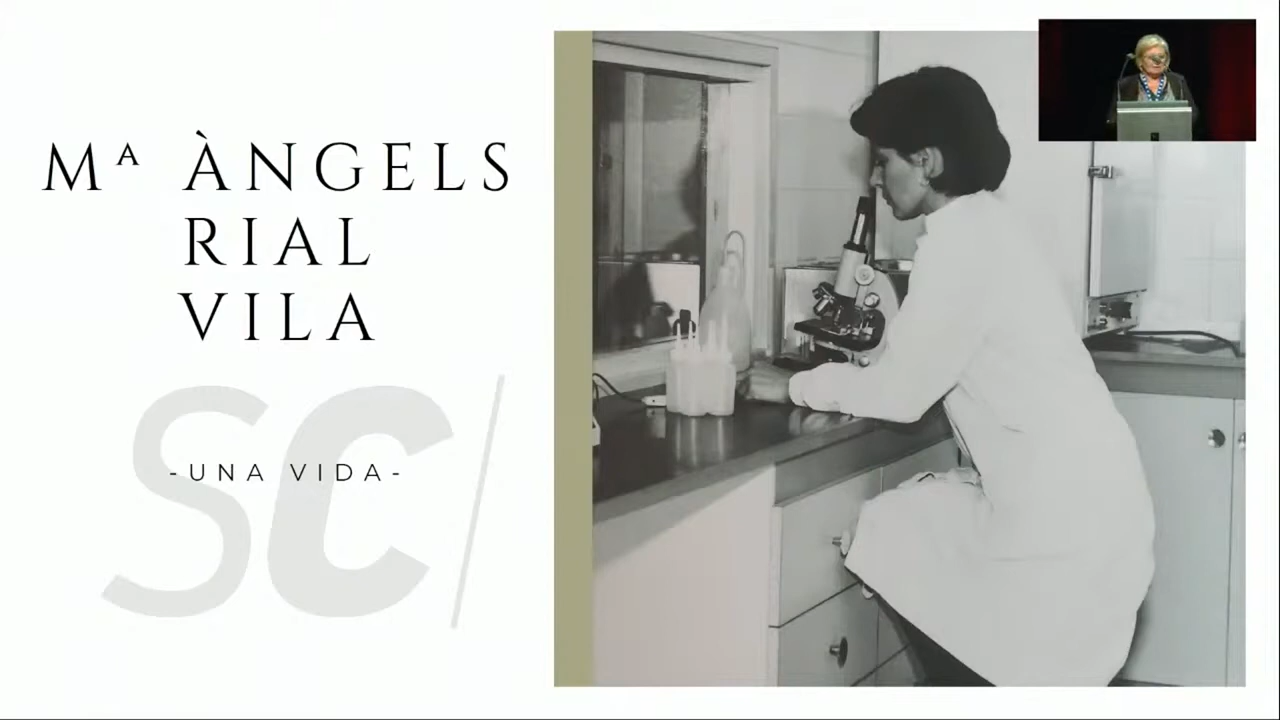 Mª ÀNGELS
RIAL
VILA
SC/
-UNA VIDA-